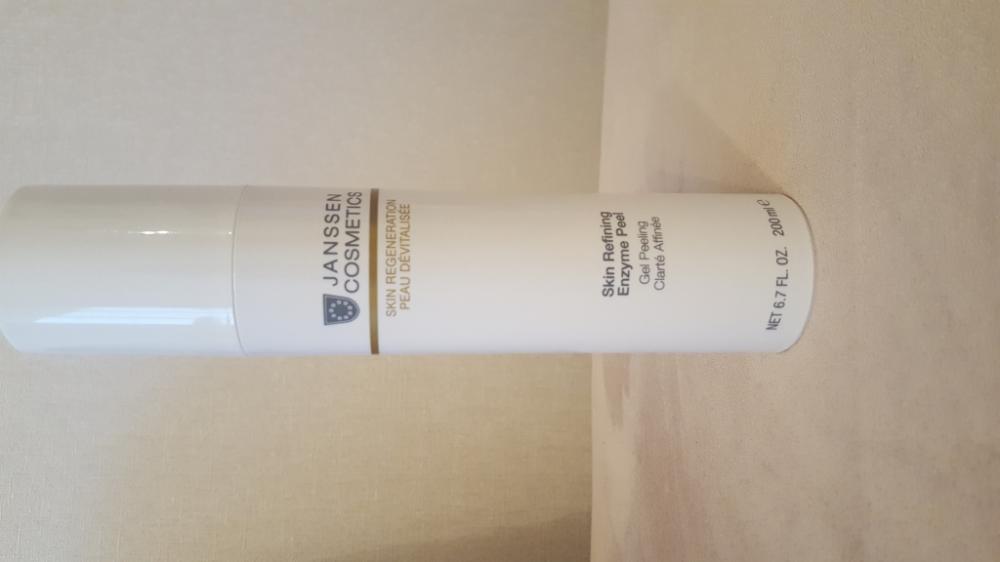 JANSSEN
COSMETICS
SKIN REGENERATION
PEAU DÉVITALISÉE
Skin Refining
Enzyme Peel
Gel Peeling
Clarté Affinée
NET 6.7 FL. OZ. 200 ml ℮